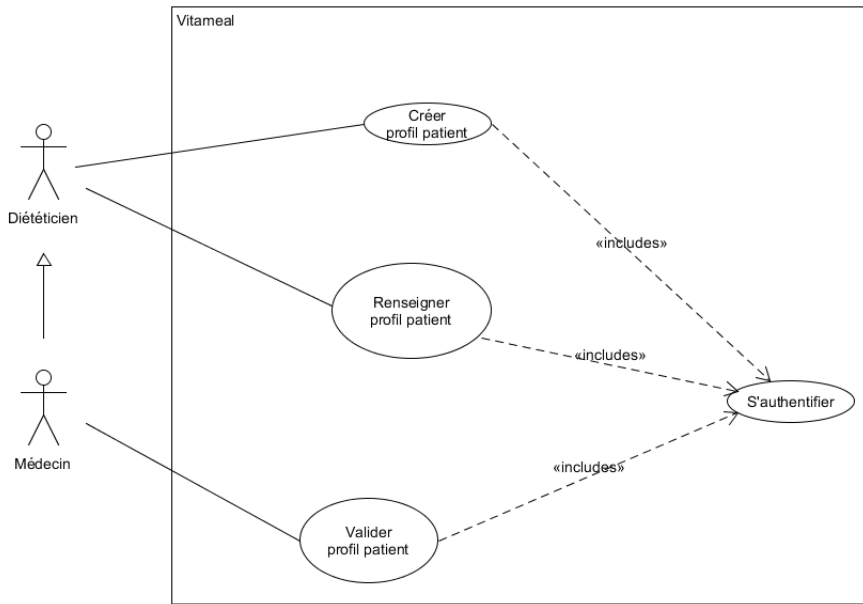 Vitameal
Créer
profil patient
Diététicien
«includes»
Renseigner
profil patient
«includes»
S'authentifier
Médecin
«includes»
Valider
profil patient